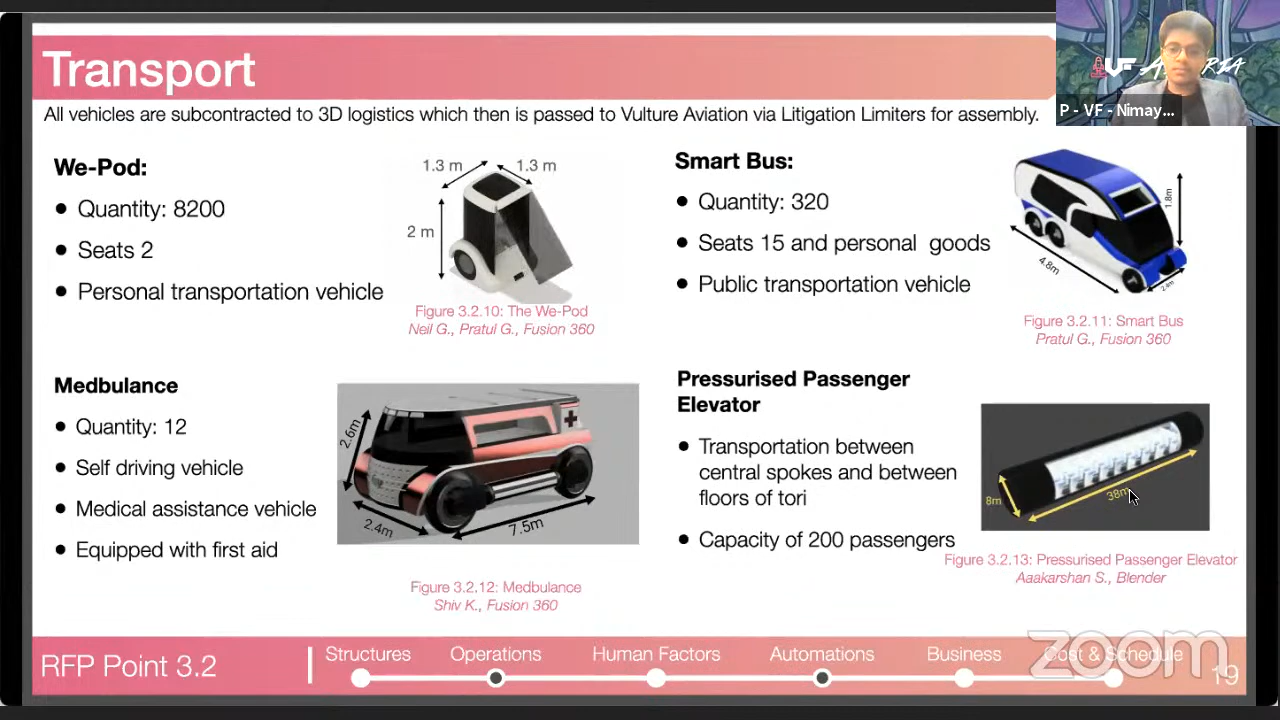 Transport
P - VF - Nimay...
All vehicles are subcontracted to 3D logistics which then is passed to Vulture Aviation via Litigation Limiters for assembly.
We-Pod:
Quantity: 8200
Seats 2
Personal transportation vehicle
1.3 m
1.3 m
2 m
Figure 3.2.10: The We-Pod
Neil G., Pratul G., Fusion 360
Smart Bus:
Quantity: 320
Seats 15 and personal goods
Public transportation vehicle
1.8m
4.8m
2.4m
Figure 3.2.11: Smart Bus
Pratul G., Fusion 360
Medbulance
Quantity: 12
Self driving vehicle
Medical assistance vehicle
Equipped with first aid
2.6m
2.4m
7.5m
Figure 3.2.12: Medbulance
Shiv K., Fusion 360
Pressurised Passenger
Elevator
Transportation between
central spokes and between
floors of tori
Capacity of 200 passengers
8m
38m
Figure 3.2.13: Pressurised Passenger Elevator
Aaakarshan S., Blender
RFP Point 3.2
Structures
Operations
Human Factors
Automations
Business
Cost & Schedule
zoom
19